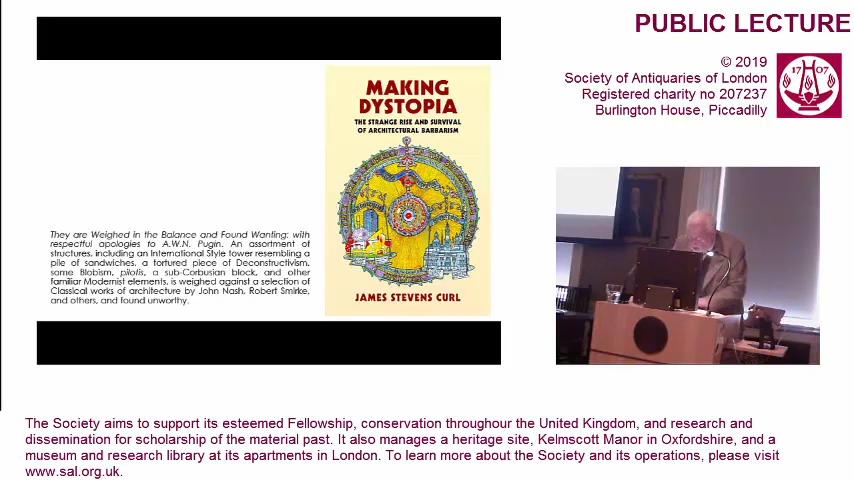 PUBLIC LECTURE
© 2019
Society of Antiquaries of London
Registered charity no 207237
Burlington House, Piccadilly
17 07
MAKING
DYSTOPIA
THE STRANGE RISE AND SURVIVAL
OF ARCHITECTURAL BARBARISM
JAMES STEVENS CURL
They are Weighed in the Balance and Found Wanting: with
respectful apologies to A.W.N. Pugin. An assortment of
structures, including an International Style tower resembling a
pile of sandwiches, a tortured piece of Deconstructivism,
some Blobism, pilotis, a sub-Corbusian block, and other
familiar Modernist elements, is weighed against a selection of
Classical works of architecture by John Nash, Robert Smirke,
and others, and found unworthy.
The Society aims to support its esteemed Fellowship, conservation throughour the United Kingdom, and research and
dissemination for scholarship of the material past. It also manages a heritage site, Kelmscott Manor in Oxfordshire, and a
museum and research library at its apartments in London. To learn more about the Society and its operations, please visit
www.sal.org.uk.